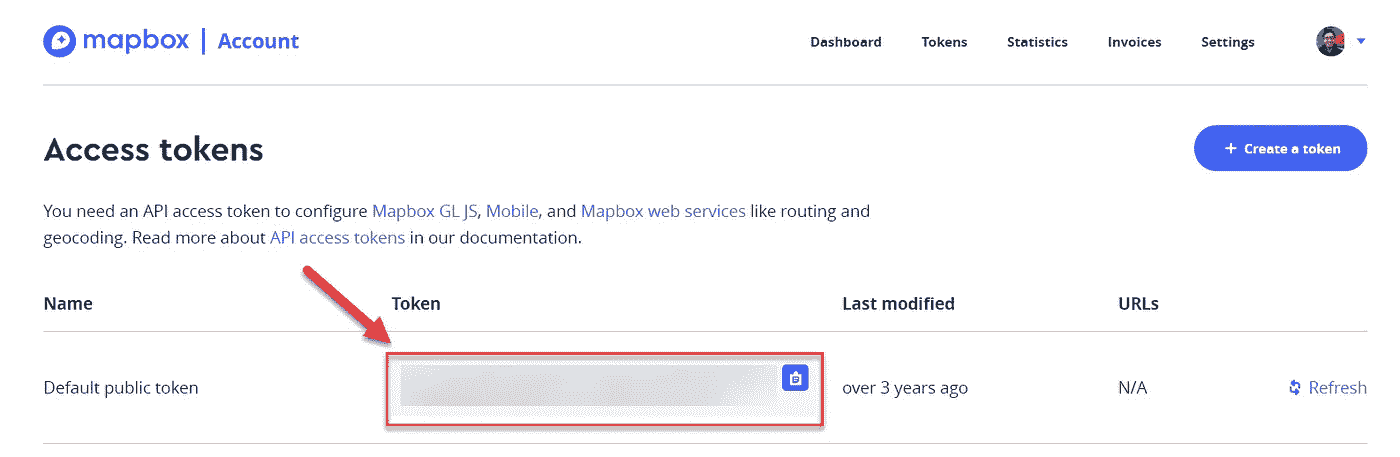 mapbox | Account
Dashboard
Tokens
Statistics
Invoices
Settings
Access tokens
+ Create a token
You need an API access token to configure Mapbox GL JS, Mobile, and Mapbox web services like routing and
geocoding. Read more about API access tokens in our documentation.
Name
Token
Last modified
URLs
Default public token
over 3 years ago
N/A
Refresh